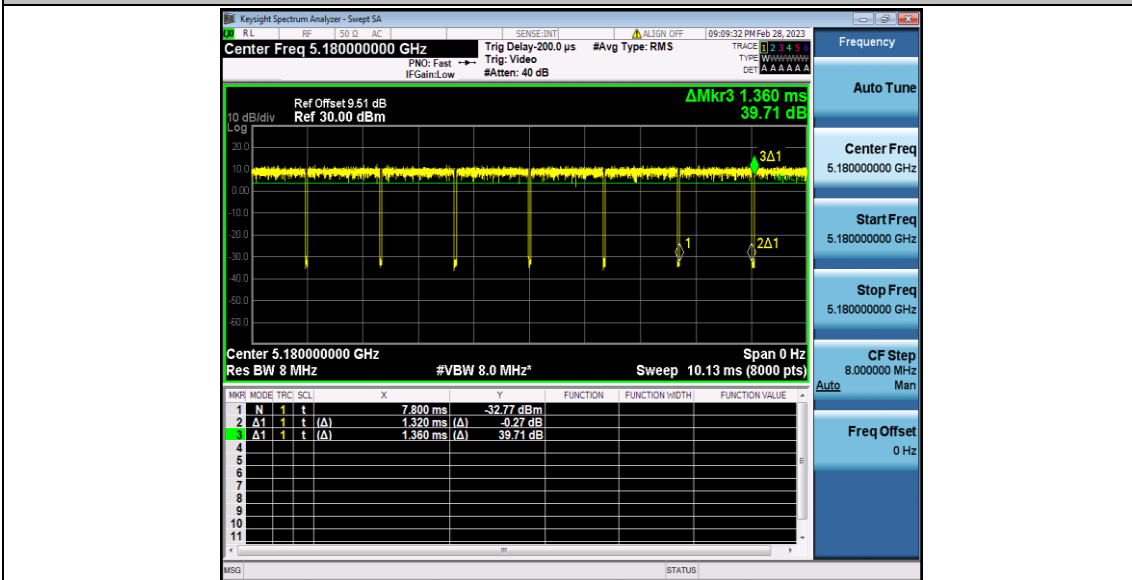 Keysight Spectrum Analyzer - Swept SA
RL RF 50 Ω AC SENSE:INT ALIGN OFF 09:09:32 PM Feb 28, 2023
Center Freq 5.180000000 GHz Trig Delay-200.0 µs #Avg Type: RMS TRACE 1 2 3 4 5 6
PNO: Fast Trig: Video TYPE WWWWWW
IFGain:Low #Atten: 40 dB DET A A A A A A
Frequency
Auto Tune
Center Freq
5.180000000 GHz
Start Freq
5.180000000 GHz
Stop Freq
5.180000000 GHz
CF Step
8.000000 MHz
Auto Man
Freq Offset
0 Hz
ΔMkr3 1.360 ms
39.71 dB
Ref Offset 9.51 dB
10 dB/div Ref 30.00 dBm
Log
20.0
10.0
0.00
-10.0
-20.0
-30.0
-40.0
-50.0
-60.0
3Δ1
1
2Δ1
Center 5.180000000 GHz Span 0 Hz
Res BW 8 MHz #VBW 8.0 MHz* Sweep 10.13 ms (8000 pts)
MKR MODE TRC SCL X Y FUNCTION FUNCTION WIDTH FUNCTION VALUE
1 N 1 t 7.800 ms -32.77 dBm
2 Δ1 1 t (Δ) 1.320 ms (Δ) -0.27 dB
3 Δ1 1 t (Δ) 1.360 ms (Δ) 39.71 dB
4
5
6
7
8
9
10
11
MSG STATUS